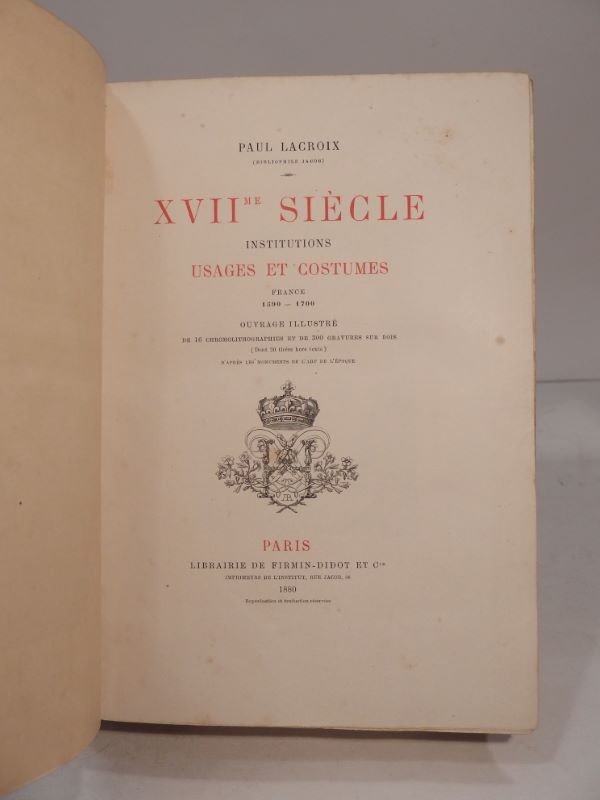 PAUL LACROIX
(BIBLIOPHILE JACOB)
XVIIME SIÈCLE
INSTITUTIONS
USAGES ET COSTUMES
FRANCE
1590 — 1700
OUVRAGE ILLUSTRÉ
DE 16 CHROMOLITHOGRAPHIES ET DE 300 GRAVURES SUR BOIS
(Dont 20 tirées hors texte)
D'APRÈS LES MONUMENTS DE L'ART DE L'ÉPOQUE
PARIS
LIBRAIRIE DE FIRMIN-DIDOT ET Cie
IMPRIMEURS DE L'INSTITUT, RUE JACOB, 56
1880
Reproduction et traduction réservées